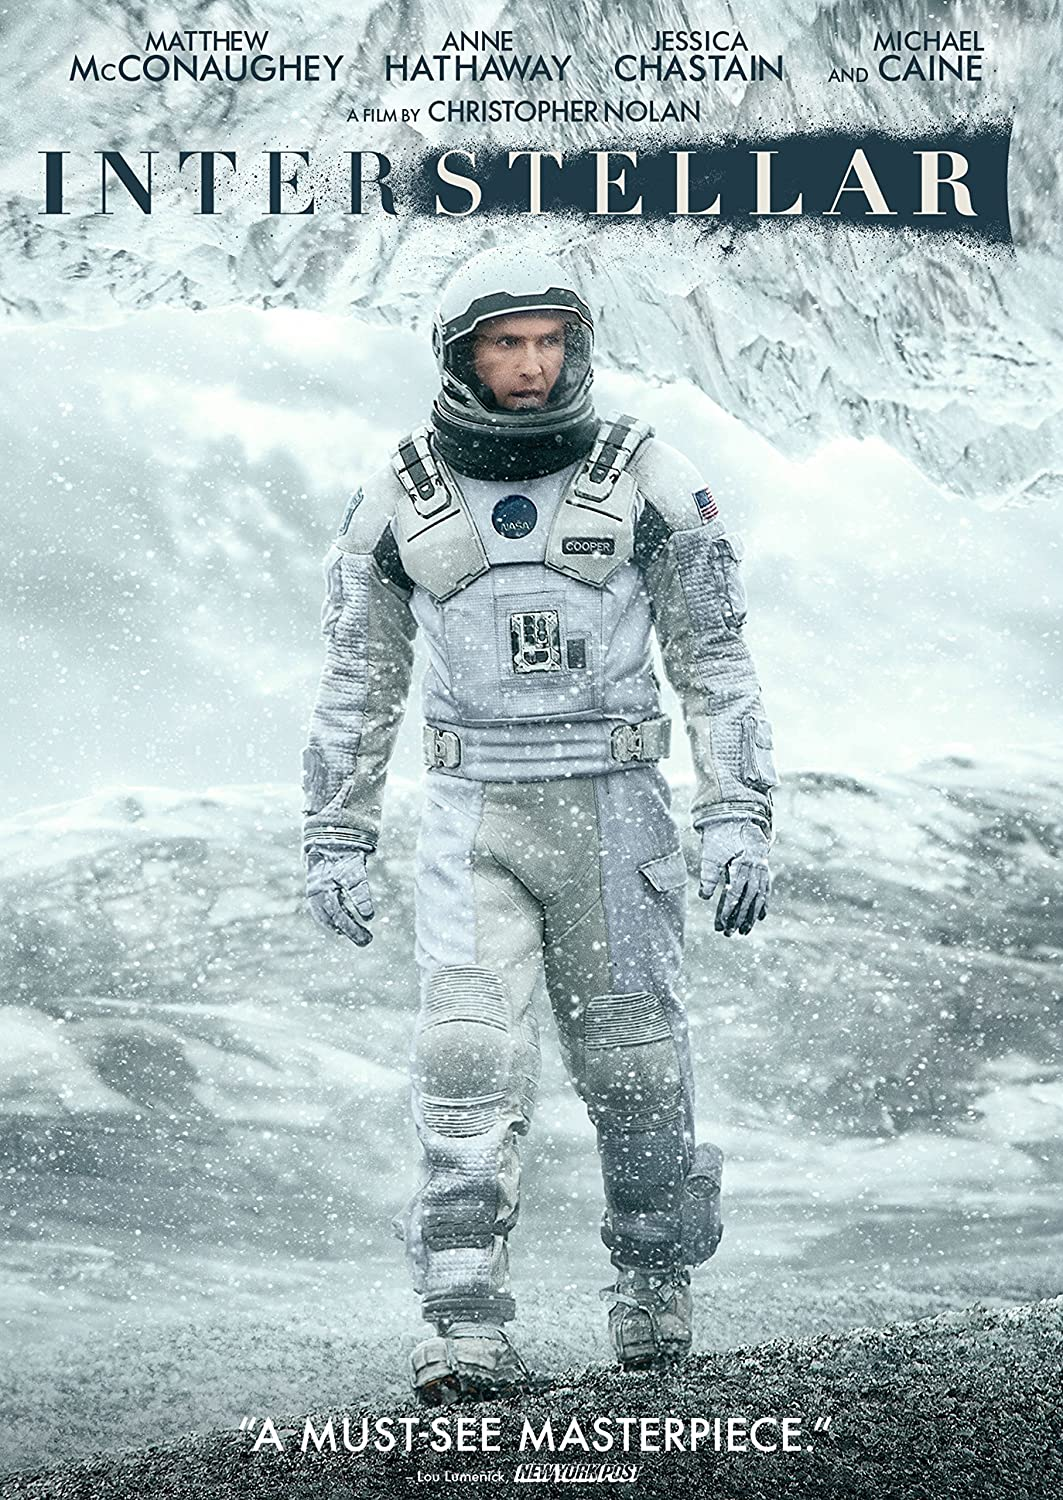 MATTHEW McCONAUGHEY
ANNE HATHAWAY
JESSICA CHASTAIN
AND MICHAEL CAINE
A FILM BY CHRISTOPHER NOLAN
INTERSTELLAR
NASA
COOPER
"A MUST-SEE MASTERPIECE."
– Lou Lumenick, NEW YORK POST